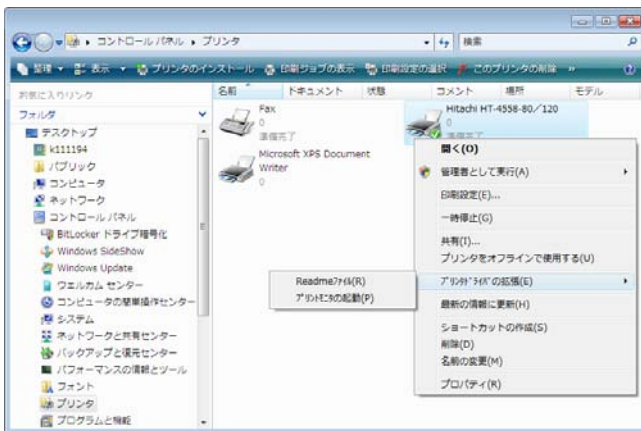 コントロール パネル ▸ プリンタ
検索
整理 表示 プリンタのインストール 印刷ジョブの表示 印刷設定の選択 このプリンタの削除 »
お気に入りリンク
フォルダ
デスクトップ
k111194
パブリック
コンピュータ
ネットワーク
コントロール パネル
BitLocker ドライブ暗号化
Windows SideShow
Windows Update
ウェルカム センター
コンピュータの簡単操作センター
システム
ネットワークと共有センター
バックアップと復元センター
パフォーマンスの情報とツール
フォント
プリンタ
プログラムと機能
名前 ドキュメント 状態 コメント 場所 モデル
Fax
0
準備完了
Hitachi HT-4558-80/120
0
準備完了
Microsoft XPS Document
Writer
0
開く(O)
管理者として実行(A)
印刷設定(E)...
一時停止(G)
共有(I)...
プリンタをオフラインで使用する(U)
プリンタドライバの拡張(E)
最新の情報に更新(H)
ショートカットの作成(S)
削除(D)
名前の変更(M)
プロパティ(R)
Readmeファイル(R)
プリントモニタの起動(P)